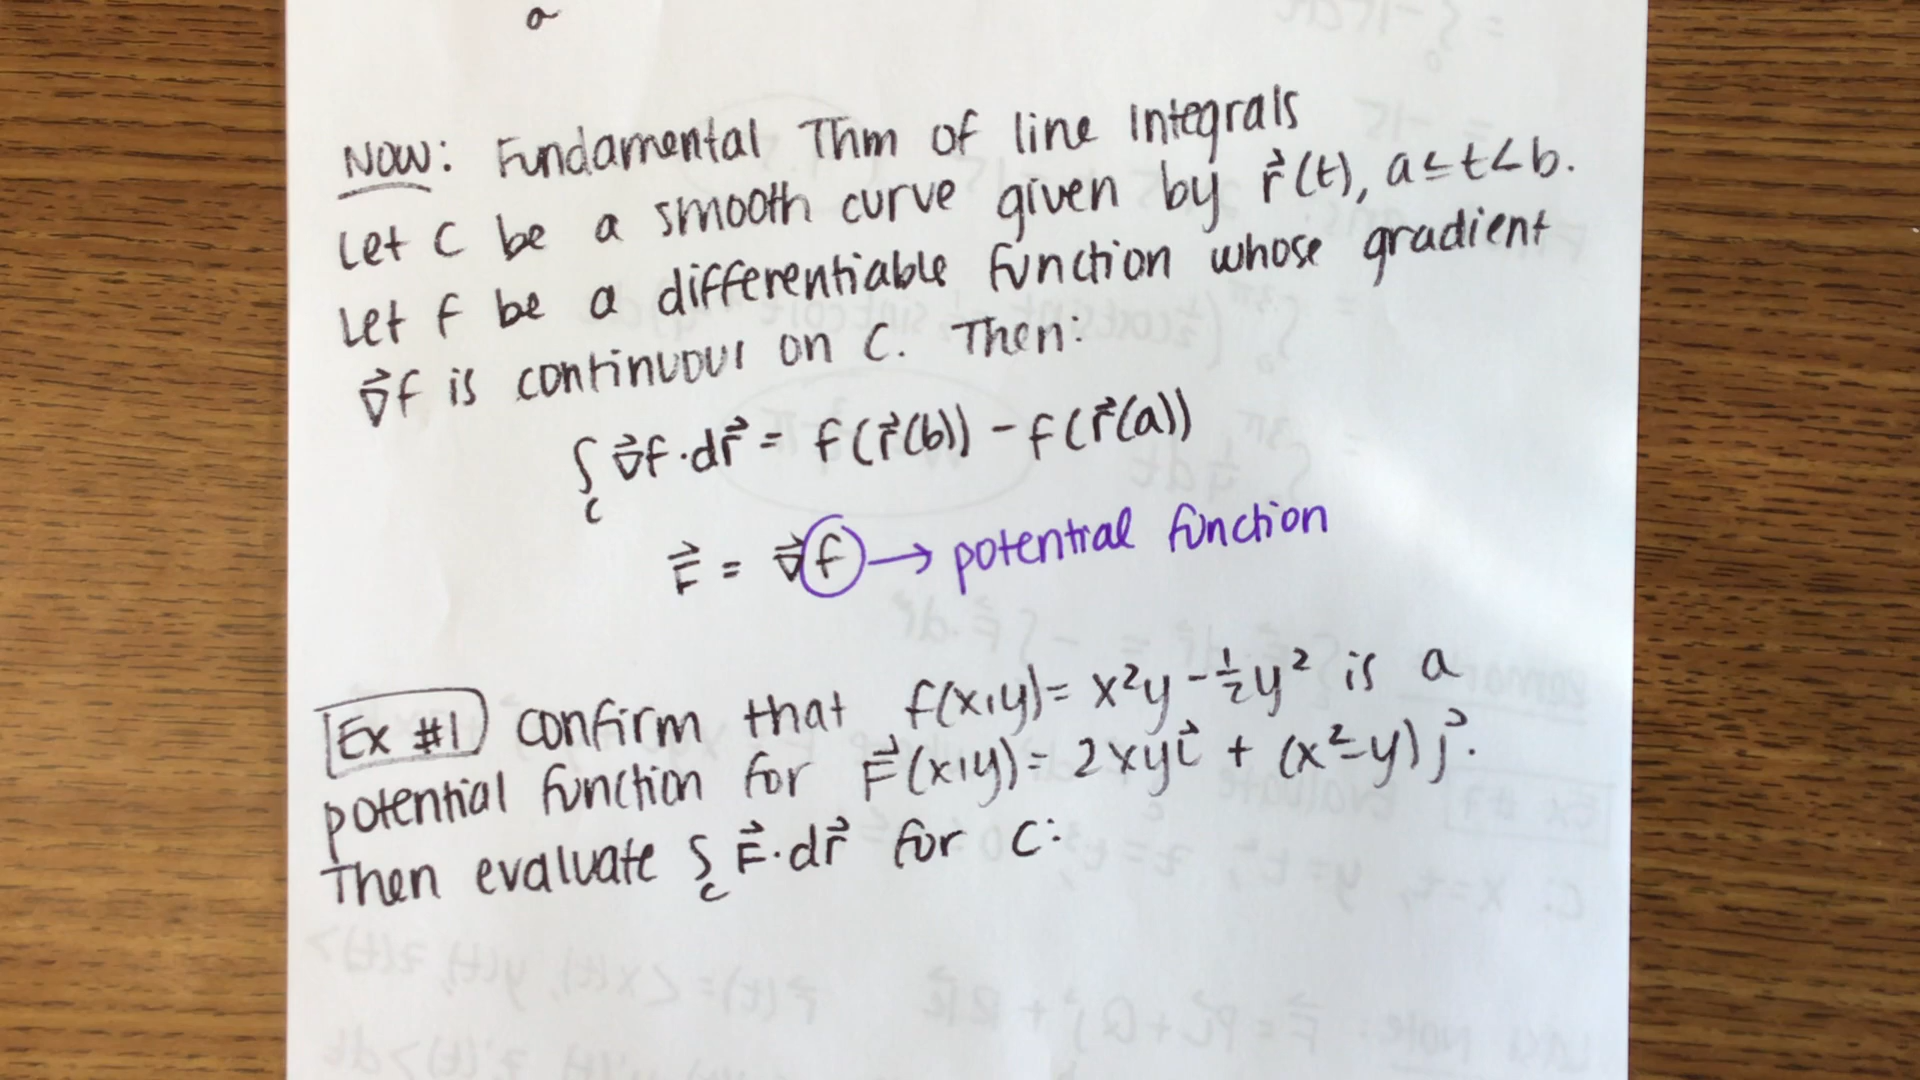 a
NOW: Fundamental Thm of line Integrals
Let C be a smooth curve given by r⃗(t), a≤t<b.
Let f be a differentiable function whose gradient
∇⃗f is continuous on C. Then:
∫_C ∇⃗f·dr⃗ = f(r⃗(b)) - f(r⃗(a))
F⃗ = ∇⃗f → potential function
Ex #1 confirm that f(x,y)= x²y - ½y² is a
potential function for F⃗(x,y)= 2xyi⃗ + (x²-y)j⃗.
Then evaluate ∫_C F⃗·dr⃗ for C: